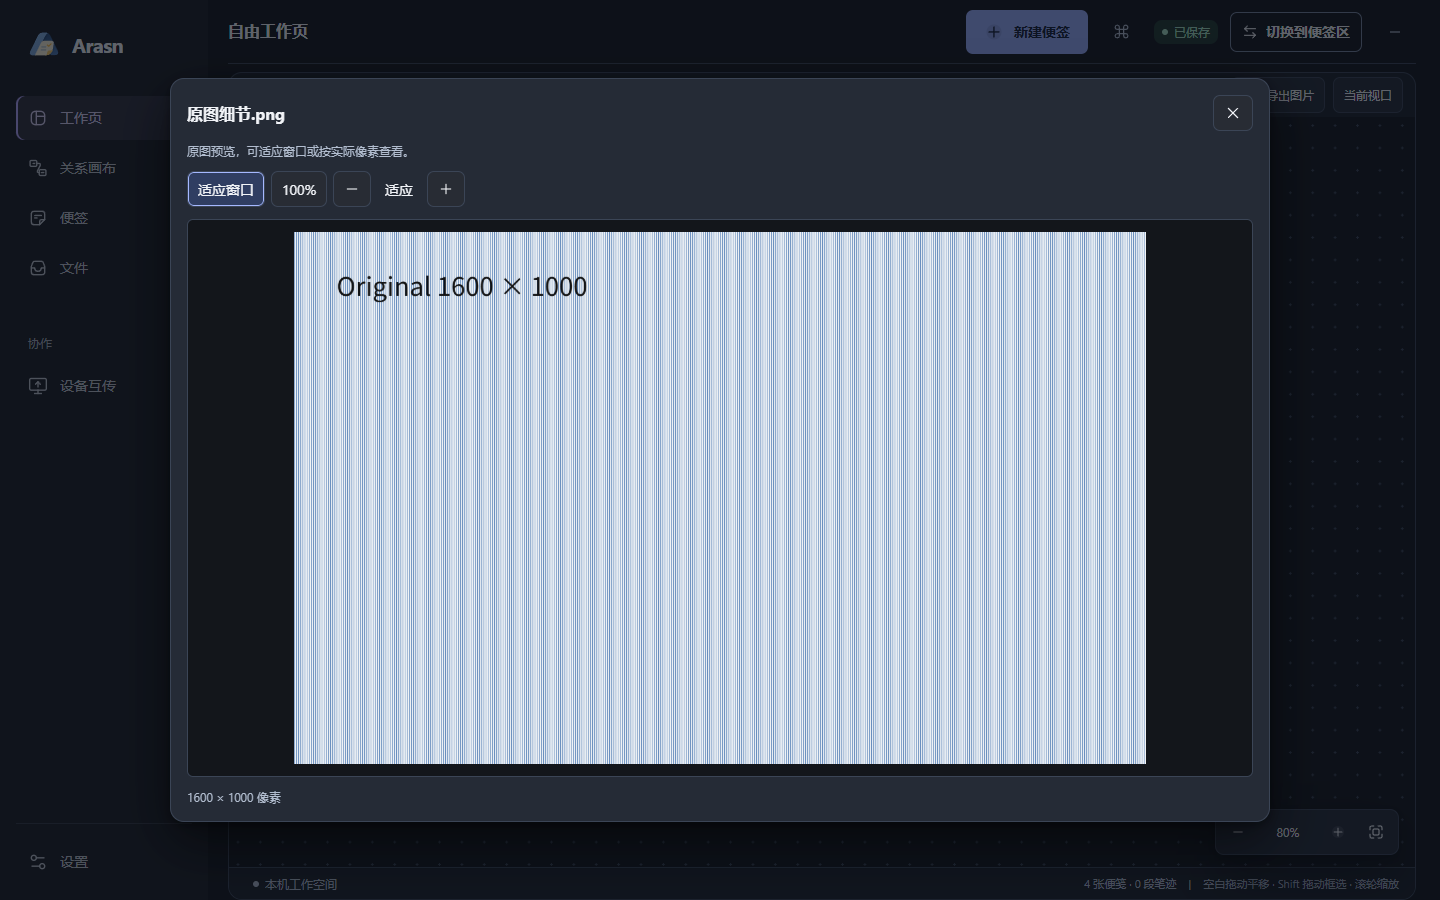 Arasn
自由工作页
新建便签
已保存
切换到便签区
工作页
关系画布
便签
文件
协作
设备互传
设置
导出图片
当前视口
原图细节.png
原图预览，可适应窗口或按实际像素查看。
适应窗口
100%
适应
Original 1600 × 1000
1600 × 1000 像素
80%
本机工作空间
4 张便笺 · 0 段笔迹 | 空白拖动平移 · Shift 拖动框选 · 滚轮缩放